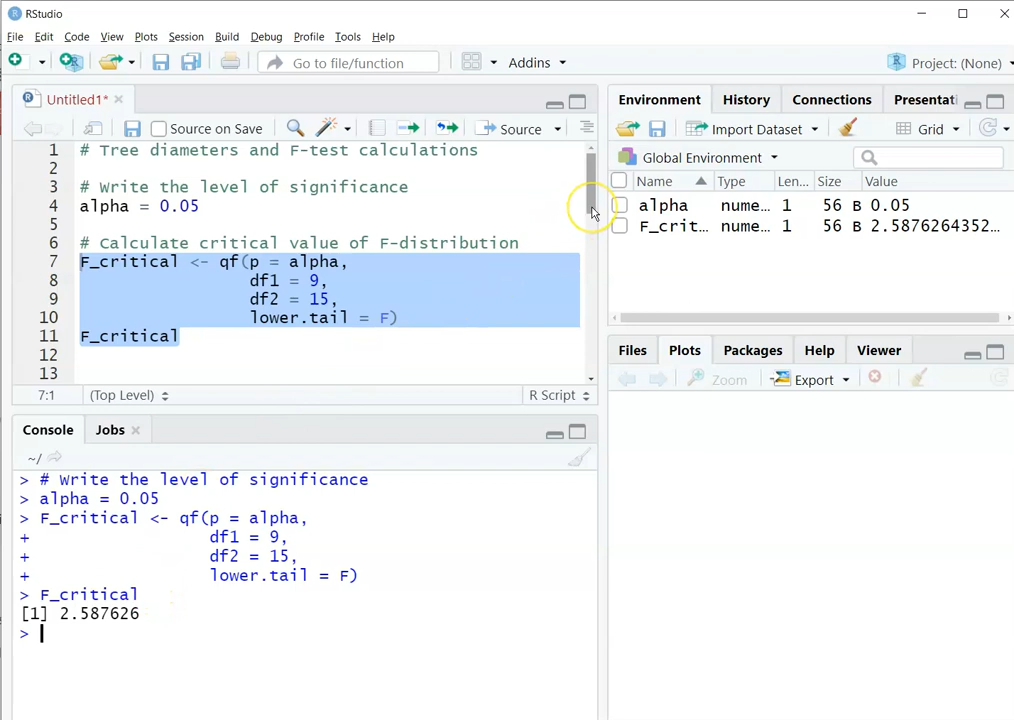 RStudio
File Edit Code View Plots Session Build Debug Profile Tools Help
Go to file/function Addins Project: (None)
Untitled1*
Source on Save Source
1 # Tree diameters and F-test calculations
2
3 # Write the level of significance
4 alpha = 0.05
5
6 # Calculate critical value of F-distribution
7 F_critical <- qf(p = alpha,
8 df1 = 9,
9 df2 = 15,
10 lower.tail = F)
11 F_critical
12
13
7:1 (Top Level) R Script
Console Jobs
~/
> # Write the level of significance
> alpha = 0.05
> F_critical <- qf(p = alpha,
+ df1 = 9,
+ df2 = 15,
+ lower.tail = F)
> F_critical
[1] 2.587626
>
Environment History Connections Presentati
Import Dataset Grid
Global Environment
Name Type Len... Size Value
alpha nume... 1 56 B 0.05
F_crit... nume... 1 56 B 2.5876264352...
Files Plots Packages Help Viewer
Zoom Export